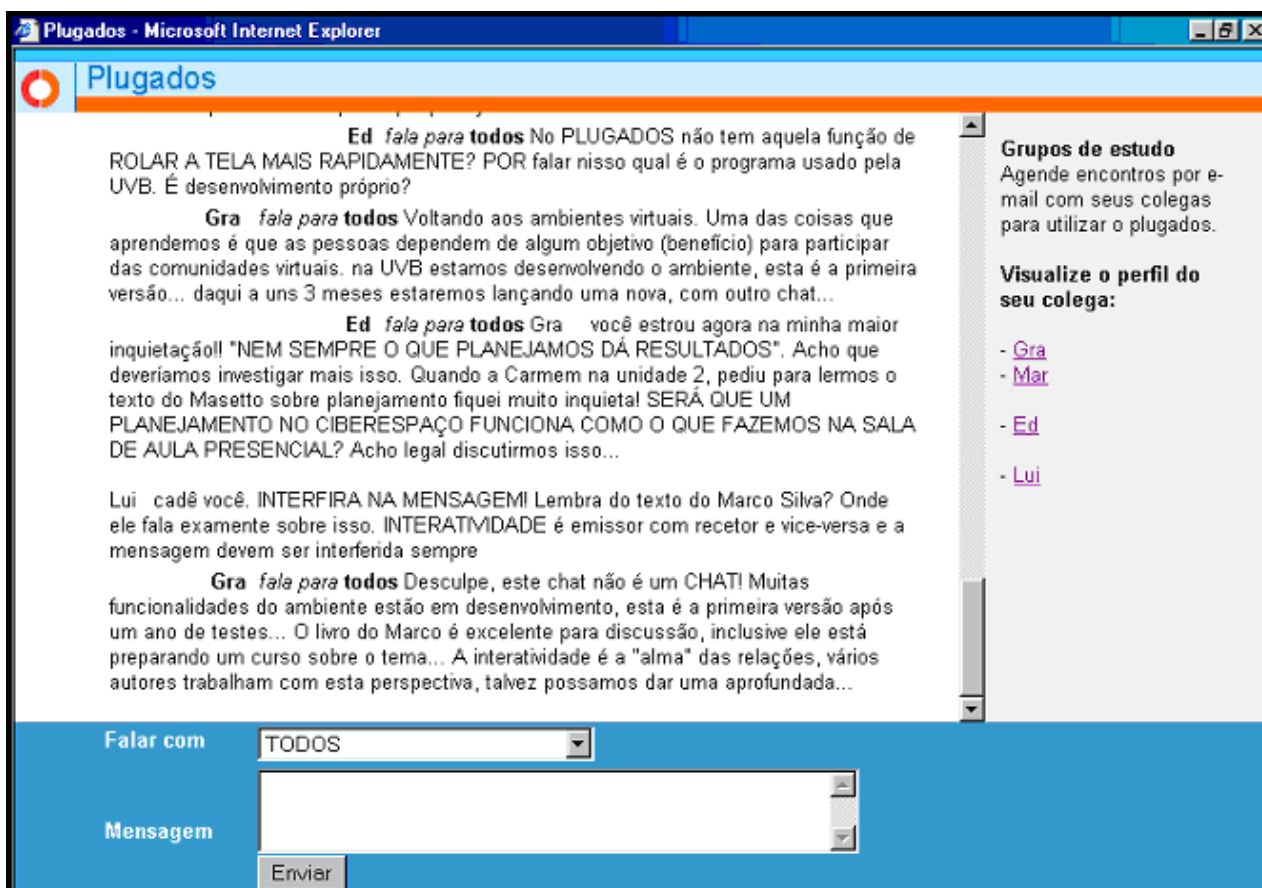 Plugados - Microsoft Internet Explorer
Plugados
Ed fala para todos No PLUGADOS não tem aquela função de
ROLAR A TELA MAIS RAPIDAMENTE? POR falar nisso qual é o programa usado pela
UVB. É desenvolvimento próprio?
Gra fala para todos Voltando aos ambientes virtuais. Uma das coisas que
aprendemos é que as pessoas dependem de algum objetivo (benefício) para participar
das comunidades virtuais. na UVB estamos desenvolvendo o ambiente, esta é a primeira
versão... daqui a uns 3 meses estaremos lançando uma nova, com outro chat...
Ed fala para todos Gra você estrou agora na minha maior
inquietação!! "NEM SEMPRE O QUE PLANEJAMOS DÁ RESULTADOS". Acho que
deveríamos investigar mais isso. Quando a Carmem na unidade 2, pediu para lermos o
texto do Masetto sobre planejamento fiquei muito inquieta! SERÁ QUE UM
PLANEJAMENTO NO CIBERESPAÇO FUNCIONA COMO O QUE FAZEMOS NA SALA
DE AULA PRESENCIAL? Acho legal discutirmos isso...
Lui cadê você. INTERFIRA NA MENSAGEM! Lembra do texto do Marco Silva? Onde
ele fala examente sobre isso. INTERATIVIDADE é emissor com recetor e vice-versa e a
mensagem devem ser interferida sempre
Gra fala para todos Desculpe, este chat não é um CHAT! Muitas
funcionalidades do ambiente estão em desenvolvimento, esta é a primeira versão após
um ano de testes... O livro do Marco é excelente para discussão, inclusive ele está
preparando um curso sobre o tema... A interatividade é a "alma" das relações, vários
autores trabalham com esta perspectiva, talvez possamos dar uma aprofundada...
Grupos de estudo
Agende encontros por e-
mail com seus colegas
para utilizar o plugados.
Visualize o perfil do
seu colega:
- Gra
- Mar
- Ed
- Lui
Falar com
TODOS
Mensagem
Enviar